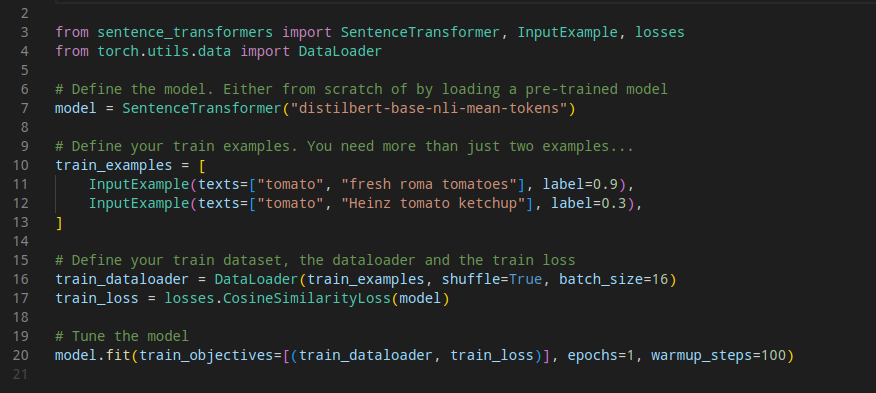 2
3 from sentence_transformers import SentenceTransformer, InputExample, losses
4 from torch.utils.data import DataLoader
5
6 # Define the model. Either from scratch of by loading a pre-trained model
7 model = SentenceTransformer("distilbert-base-nli-mean-tokens")
8
9 # Define your train examples. You need more than just two examples...
10 train_examples = [
11     InputExample(texts=["tomato", "fresh roma tomatoes"], label=0.9),
12     InputExample(texts=["tomato", "Heinz tomato ketchup"], label=0.3),
13 ]
14
15 # Define your train dataset, the dataloader and the train loss
16 train_dataloader = DataLoader(train_examples, shuffle=True, batch_size=16)
17 train_loss = losses.CosineSimilarityLoss(model)
18
19 # Tune the model
20 model.fit(train_objectives=[(train_dataloader, train_loss)], epochs=1, warmup_steps=100)
21